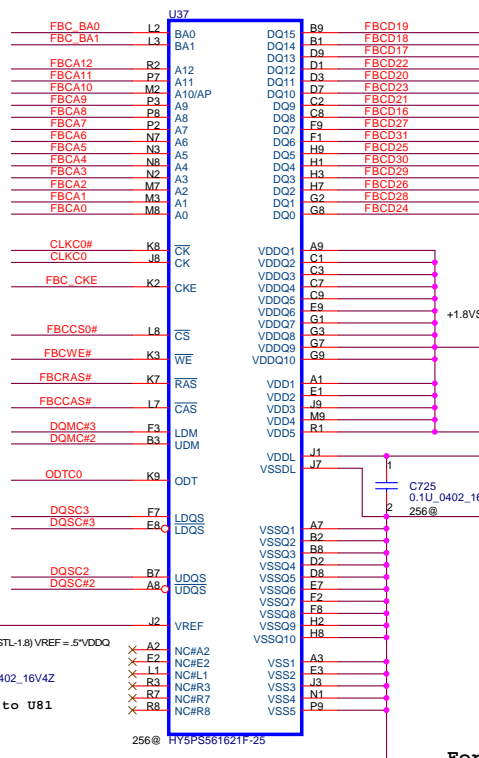 U37
FBC_BA0 L2 BA0 DQ15 B9 FBCD19
FBC_BA1 L3 BA1 DQ14 B1 FBCD18
DQ13 D9 FBCD17
FBCA12 R2 A12 DQ12 D1 FBCD22
FBCA11 P7 A11 DQ11 D3 FBCD20
FBCA10 M2 A10/AP DQ10 D7 FBCD23
FBCA9 P3 A9 DQ9 C2 FBCD21
FBCA8 P8 A8 DQ8 C8 FBCD16
FBCA7 P2 A7 DQ7 F9 FBCD27
FBCA6 N7 A6 DQ6 F1 FBCD31
FBCA5 N3 A5 DQ5 H9 FBCD25
FBCA4 N8 A4 DQ4 H1 FBCD30
FBCA3 N2 A3 DQ3 H3 FBCD29
FBCA2 M7 A2 DQ2 H7 FBCD26
FBCA1 M3 A1 DQ1 G2 FBCD28
FBCA0 M8 A0 DQ0 G8 FBCD24
CLKC0# K8 CK VDDQ1 A9
CLKC0 J8 CK VDDQ2 C1
VDDQ3 C3
FBC_CKE K2 CKE VDDQ4 C7
VDDQ5 C9
VDDQ6 E9
VDDQ7 G1
+1.8VS
FBCCS0# L8 CS VDDQ8 G3
VDDQ9 G7
FBCWE# K3 WE VDDQ10 G9
FBCRAS# K7 RAS VDD1 A1
VDD2 E1
FBCCAS# L7 CAS VDD3 J9
VDD4 M9
DQMC#3 F3 LDM VDD5 R1
DQMC#2 B3 UDM
VDDL J1
VSSDL J7
1
ODTC0 K9 ODT
C725
0.1U_0402_16
2 256@
DQSC3 F7 LDQS
DQSC#3 E8 LDQS VSSQ1 A7
VSSQ2 B2
VSSQ3 B8
VSSQ4 D2
DQSC2 B7 UDQS VSSQ5 D8
DQSC#2 A8 UDQS VSSQ6 E7
VSSQ7 F2
VSSQ8 F8
J2 VREF VSSQ9 H2
VSSQ10 H8
STL-1.8) VREF = .5*VDDQ
A2 NC#A2
E2 NC#E2 VSS1 A3
L1 NC#L1 VSS2 E3
402_16V4Z
R3 NC#R3 VSS3 J3
R7 NC#R7 VSS4 N1
R8 NC#R8 VSS5 P9
to U81
256@ HY5PS561621F-25
For